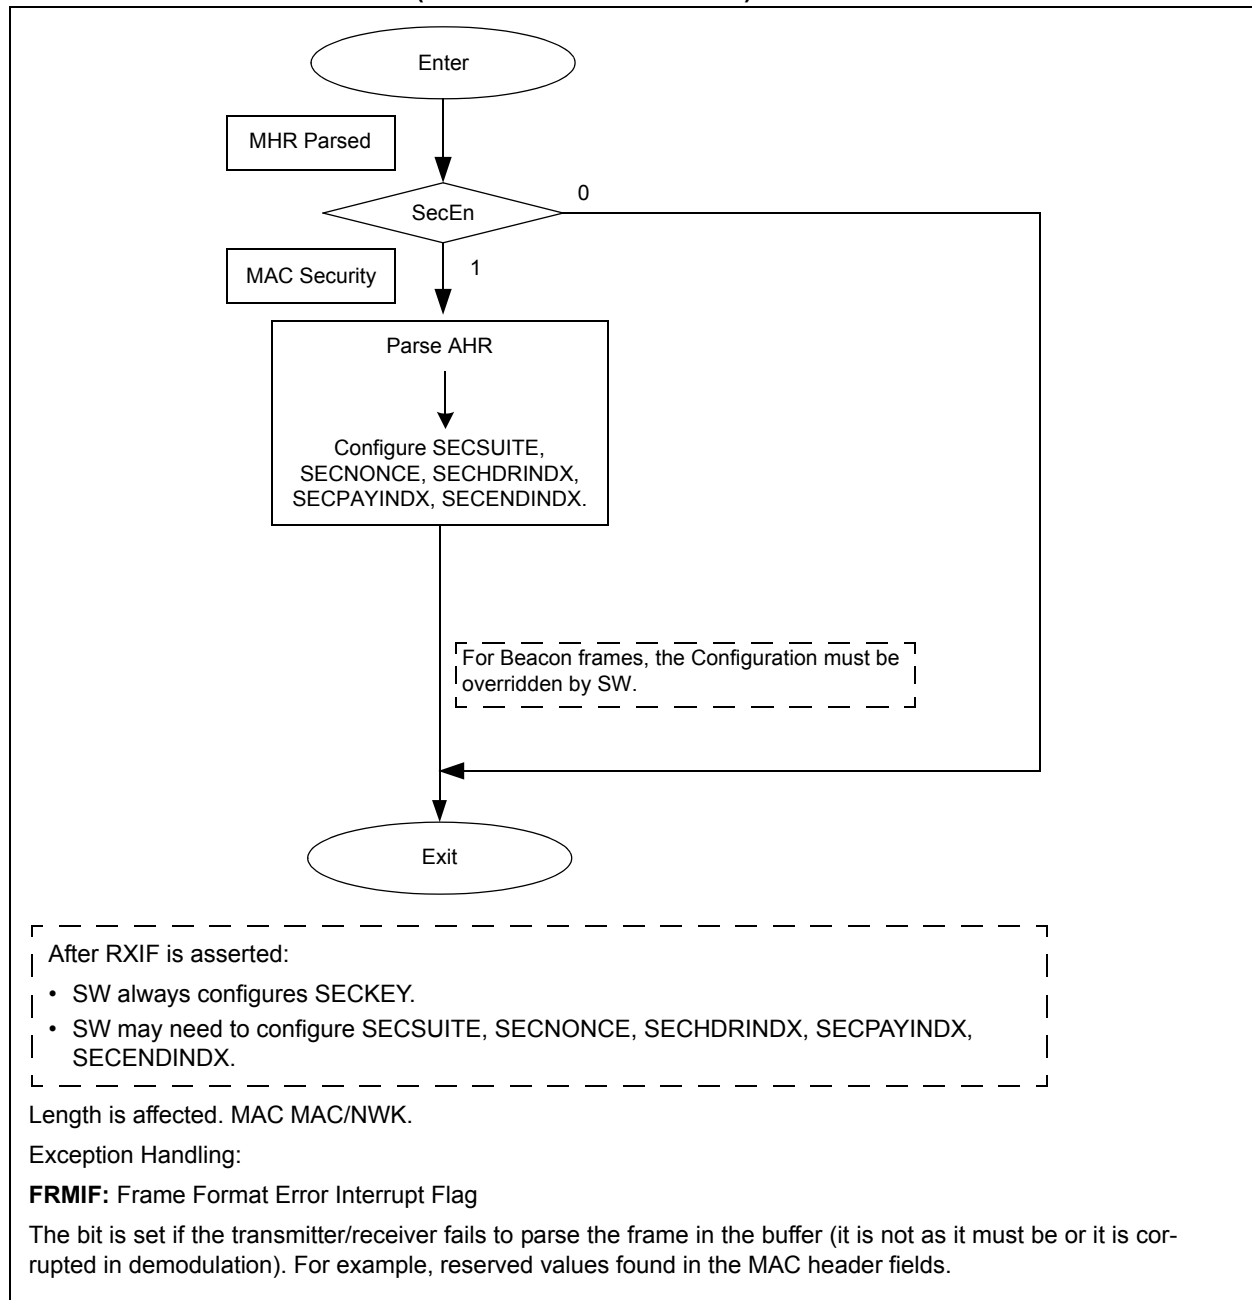 Enter
MHR Parsed
0
SecEn
MAC Security
1
Parse AHR
Configure SECSUITE,
SECNONCE, SECHDRINDX,
SECPAYINDX, SECENDINDX.
For Beacon frames, the Configuration must be
overridden by SW.
Exit
After RXIF is asserted:
• SW always configures SECKEY.
• SW may need to configure SECSUITE, SECNONCE, SECHDRINDX, SECPAYINDX,
SECENDINDX.
Length is affected. MAC MAC/NWK.
Exception Handling:
FRMIF: Frame Format Error Interrupt Flag
The bit is set if the transmitter/receiver fails to parse the frame in the buffer (it is not as it must be or it is cor-
rupted in demodulation). For example, reserved values found in the MAC header fields.